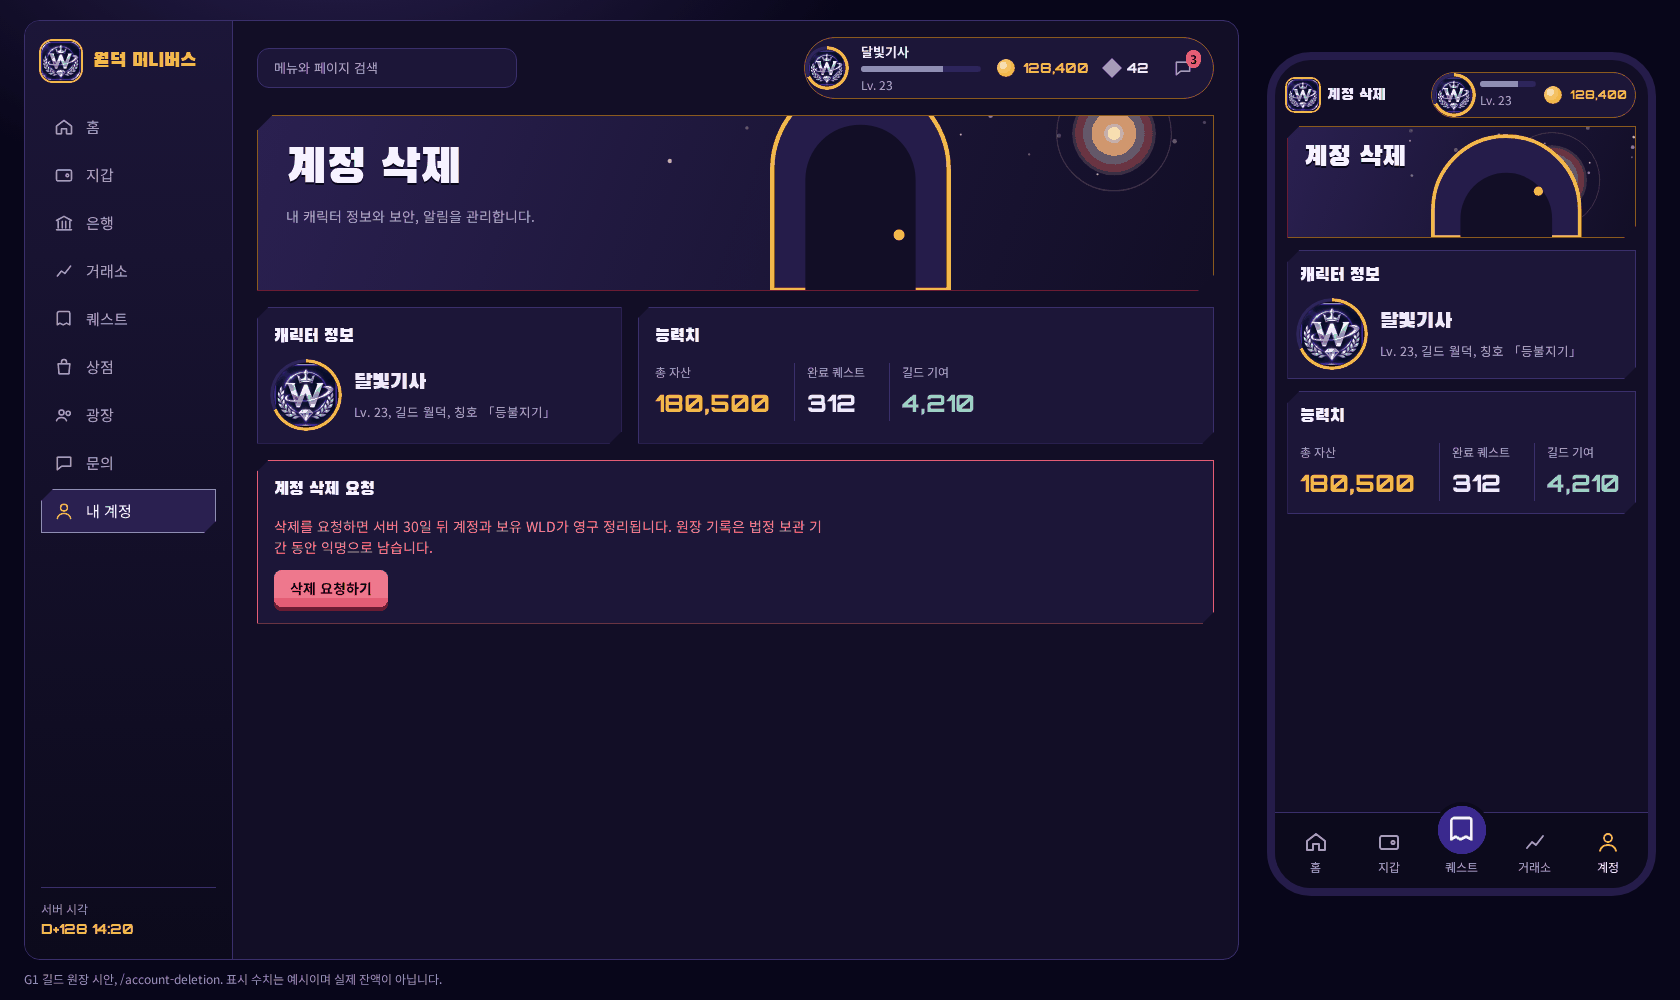 월덕 머니버스
홈
지갑
은행
거래소
퀘스트
상점
광장
문의
내 계정
서버 시각
D+128 14:20
메뉴와 페이지 검색
달빛기사
Lv. 23
128,400
42
3
계정 삭제
내 캐릭터 정보와 보안, 알림을 관리합니다.
캐릭터 정보
달빛기사
Lv. 23, 길드 월덕, 칭호 「등불지기」
능력치
총 자산
180,500
완료 퀘스트
312
길드 기여
4,210
계정 삭제 요청
삭제를 요청하면 서버 30일 뒤 계정과 보유 WLD가 영구 정리됩니다. 원장 기록은 법정 보관 기
간 동안 익명으로 남습니다.
삭제 요청하기
계정 삭제
Lv. 23
128,400
계정 삭제
캐릭터 정보
달빛기사
Lv. 23, 길드 월덕, 칭호 「등불지기」
능력치
총 자산
180,500
완료 퀘스트
312
길드 기여
4,210
홈
지갑
퀘스트
거래소
계정
G1 길드 원장 시안, /account-deletion. 표시 수치는 예시이며 실제 잔액이 아닙니다.